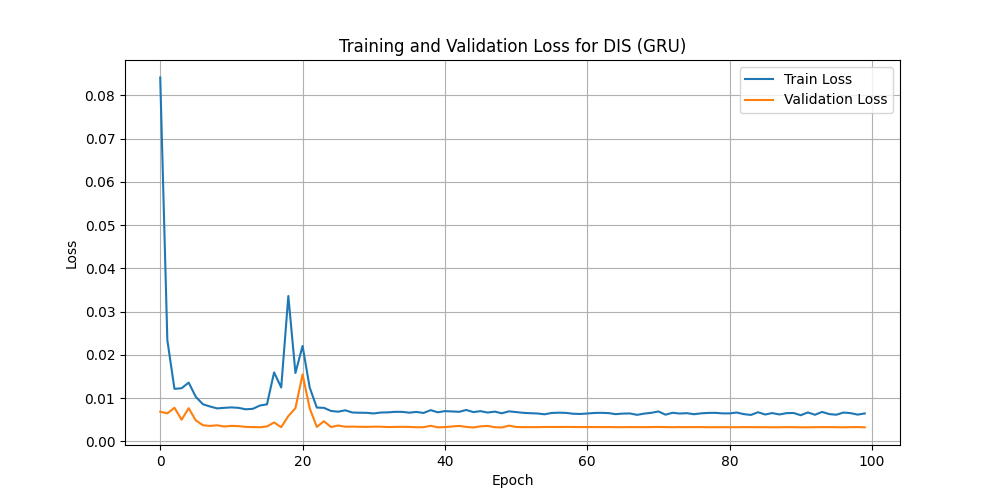 Training and Validation Loss for DIS (GRU)
Train Loss
Validation Loss
0.08
0.07
0.06
0.05
0.04
0.03
0.02
0.01
0.00
Loss
0 20 40 60 80 100
Epoch